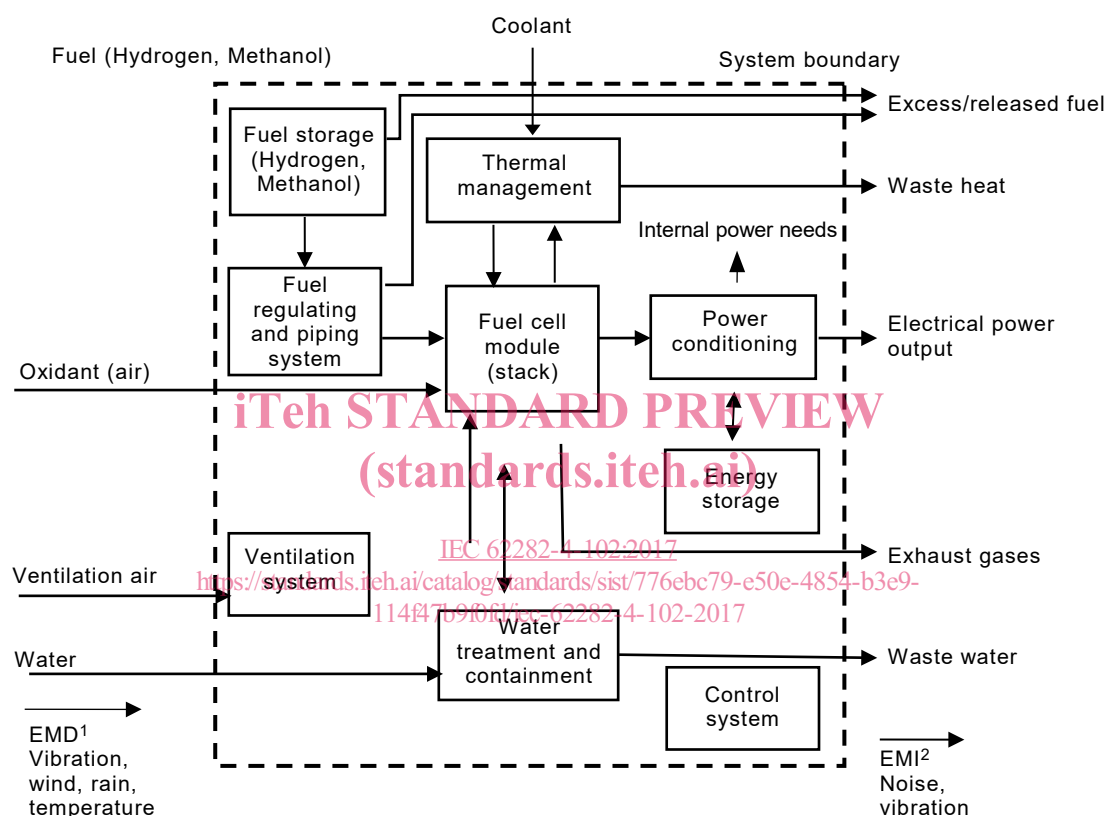 Coolant
Fuel (Hydrogen, Methanol)
System boundary
Excess/released fuel
Fuel storage
(Hydrogen,
Methanol)
Thermal
management
Waste heat
Internal power needs
Fuel
regulating
and piping
system
Fuel cell
module
(stack)
Power
conditioning
Electrical power
output
Oxidant (air)
iTeh STANDARD PREVIEW
(standards.iteh.ai)
Energy
storage
IEC 62282-4-102:2017
https://standards.iteh.ai/catalog/standards/sist/776ebc79-e50e-4854-b3e9-
114f47b9f0fd/iec-62282-4-102-2017
Ventilation
system
Exhaust gases
Ventilation air
Water
treatment and
containment
Water
Waste water
Control
system
EMD1
Vibration,
wind, rain,
temperature
EMI2
Noise,
vibration